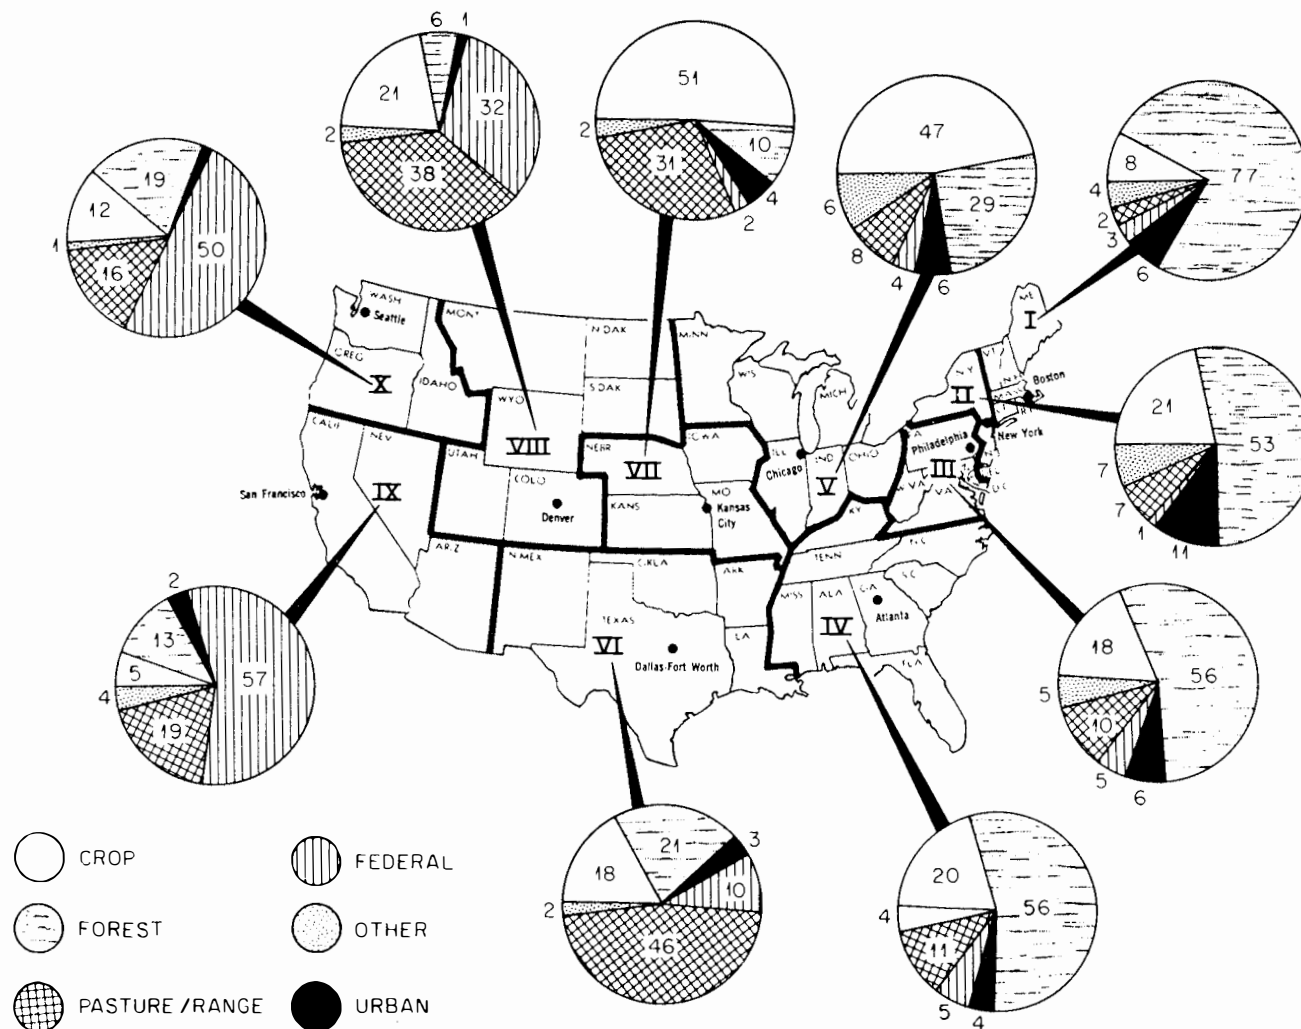 6 1
21
32
2
38
51
2
10
31
4
2
47
6
29
8
4 6
8
77
4
2
3
6
19
12
50
1
16
21
53
7
7
1
11
WASH
Seattle
OREG
IDAHO
X
MONT
N DAK
S DAK
WYO
VIII
MINN
WIS
MICH
IOWA
NEBR
VII
KANS
MO
Kansas
City
ILL
Chicago
IND
V
OHIO
KY
ME
I
VT
N H
Boston
N Y
II
New York
PA
Philadelphia
III
W VA
VA
D C
CALIF
NEV
IX
San Francisco
UTAH
COLO
Denver
ARIZ
N MEX
OKLA
TEXAS
VI
Dallas-Fort Worth
ARK
LA
MISS
ALA
IV
TENN
N C
S C
GA
Atlanta
FLA
2
13
5
57
4
19
18
56
5
10
5
6
21
3
18
10
2
46
20
56
4
11
5
4
CROP
FEDERAL
FOREST
OTHER
PASTURE/RANGE
URBAN